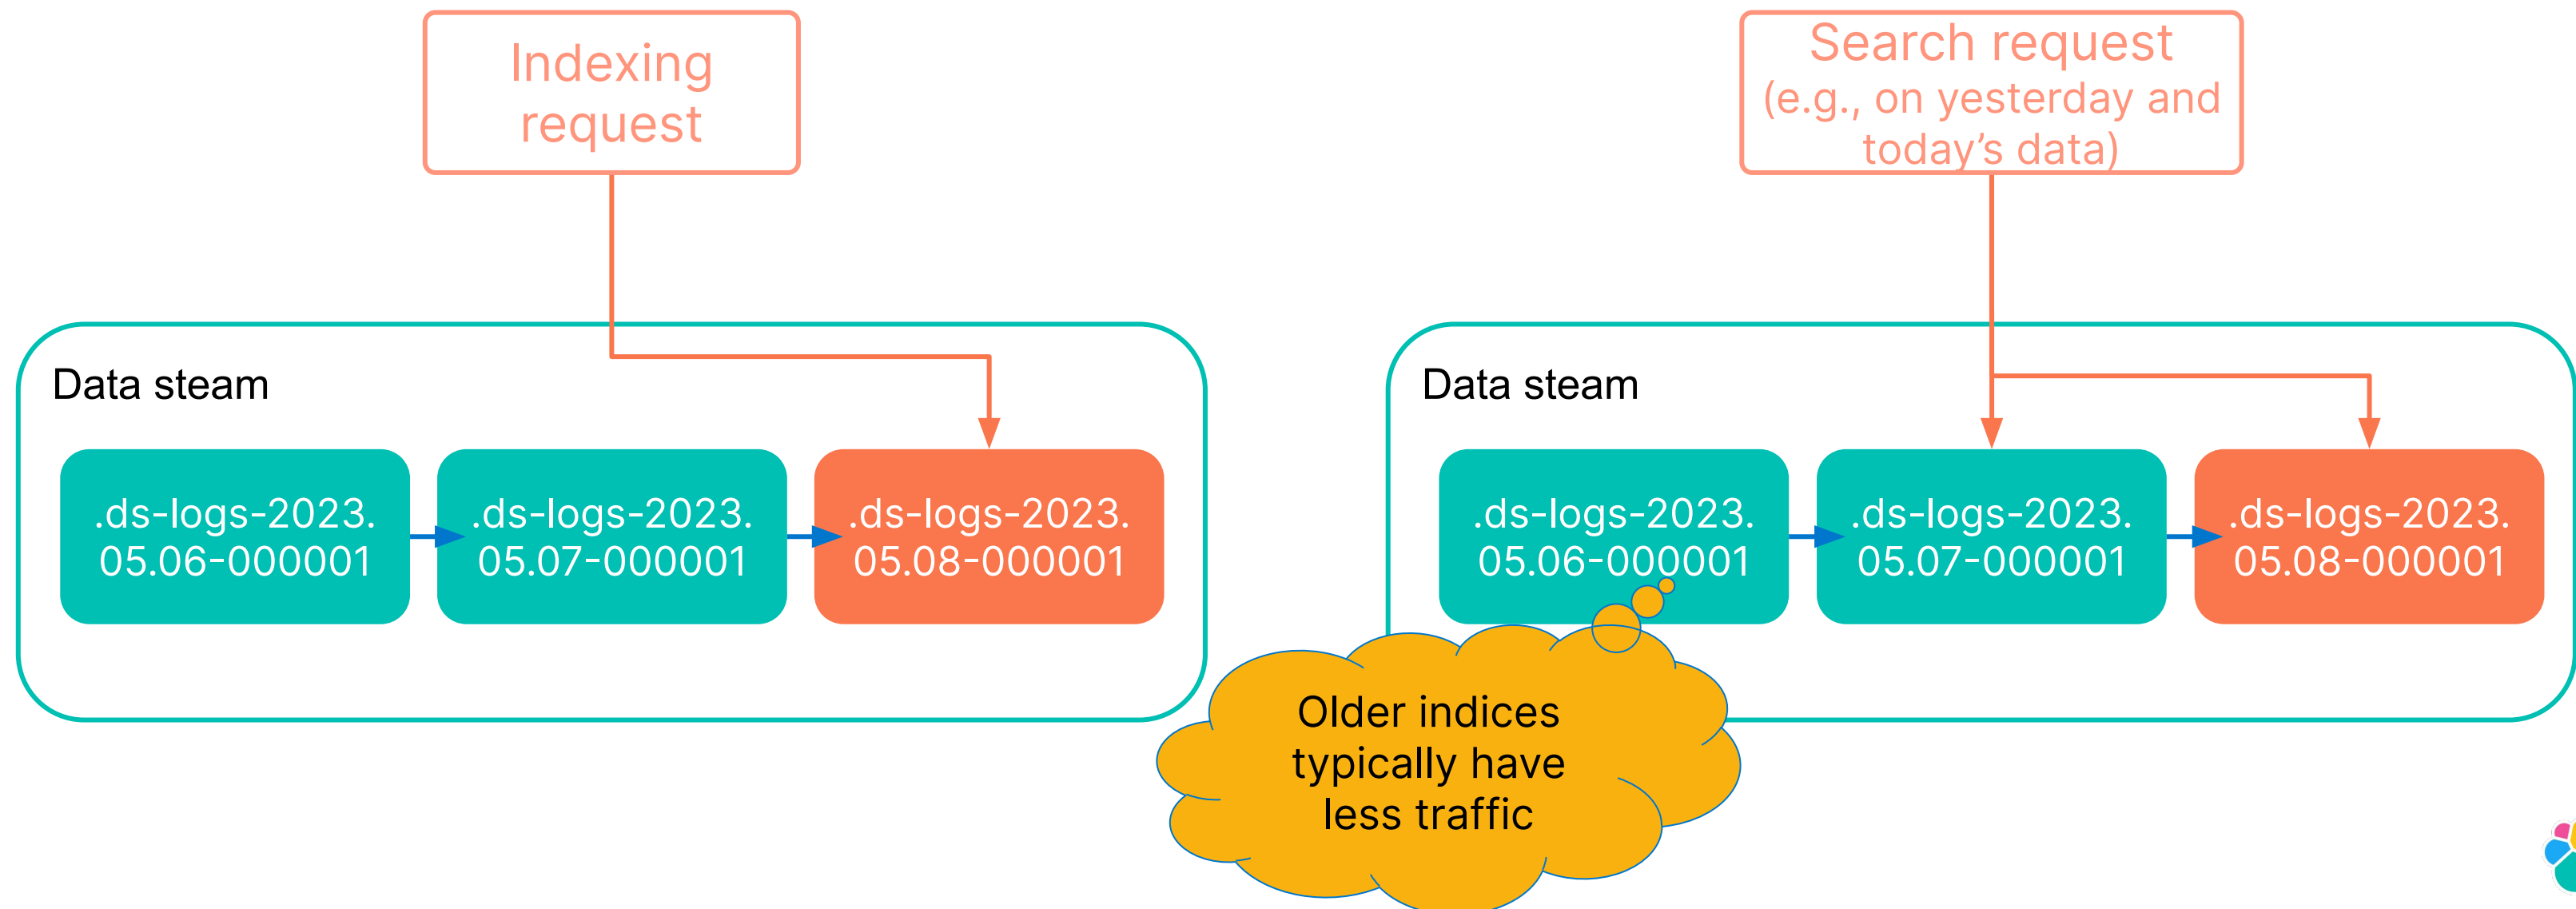 Indexing
request
Search request
(e.g., on yesterday and
today’s data)
Data steam
.ds-logs-2023.
05.06-000001
.ds-logs-2023.
05.07-000001
.ds-logs-2023.
05.08-000001
Data steam
.ds-logs-2023.
05.06-000001
.ds-logs-2023.
05.07-000001
.ds-logs-2023.
05.08-000001
Older indices
typically have
less traffic